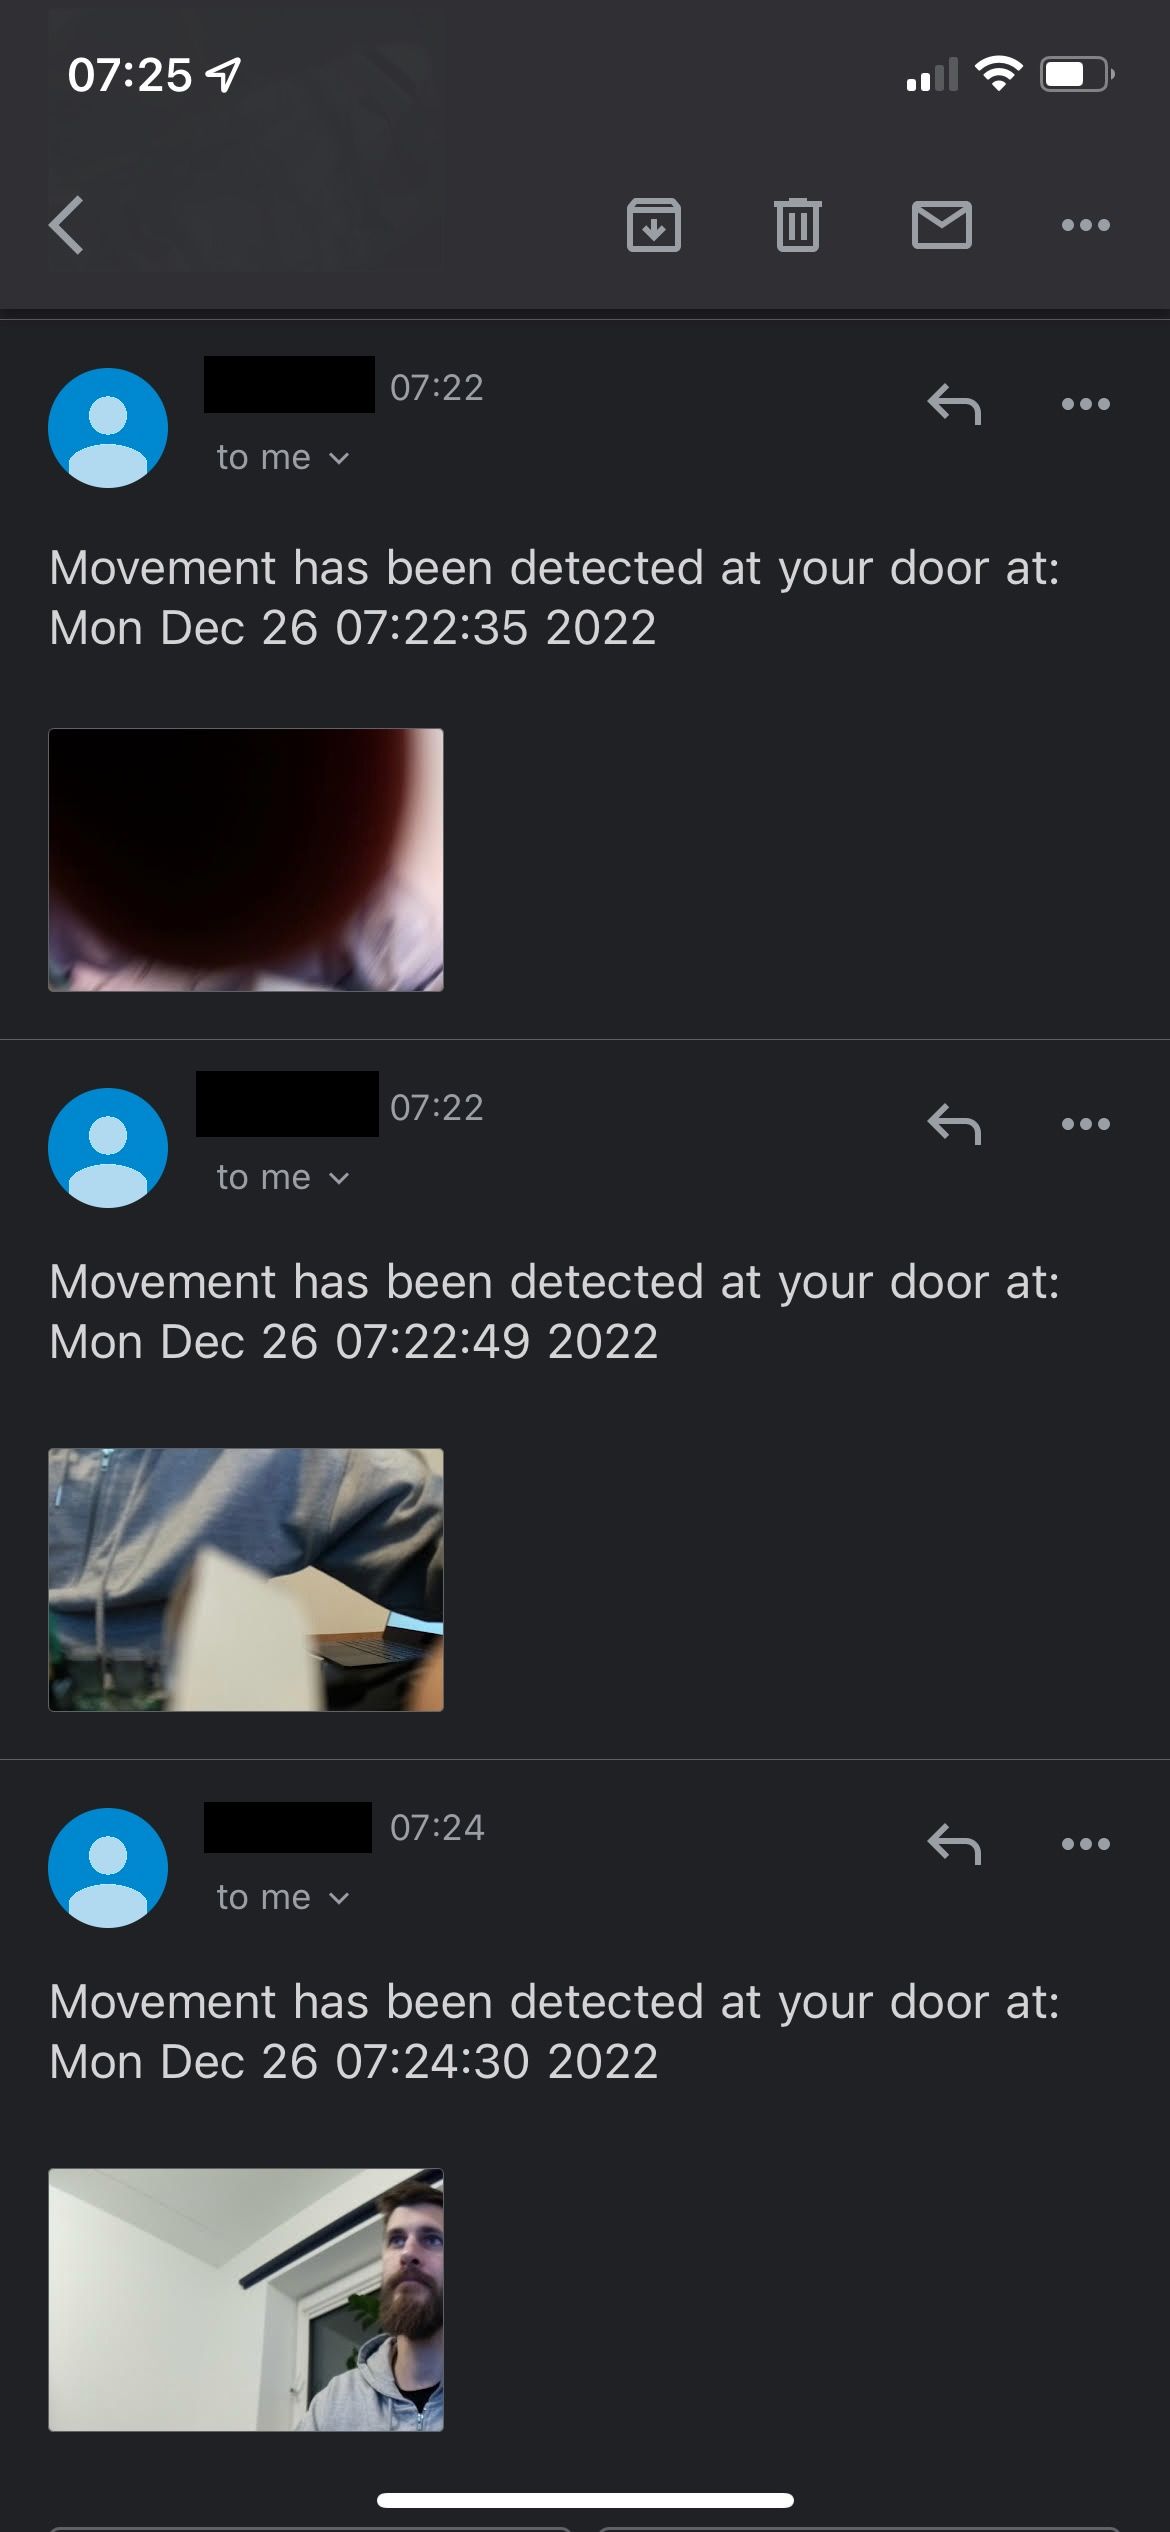 07:25
07:22
to me
Movement has been detected at your door at:
Mon Dec 26 07:22:35 2022
07:22
to me
Movement has been detected at your door at:
Mon Dec 26 07:22:49 2022
07:24
to me
Movement has been detected at your door at:
Mon Dec 26 07:24:30 2022